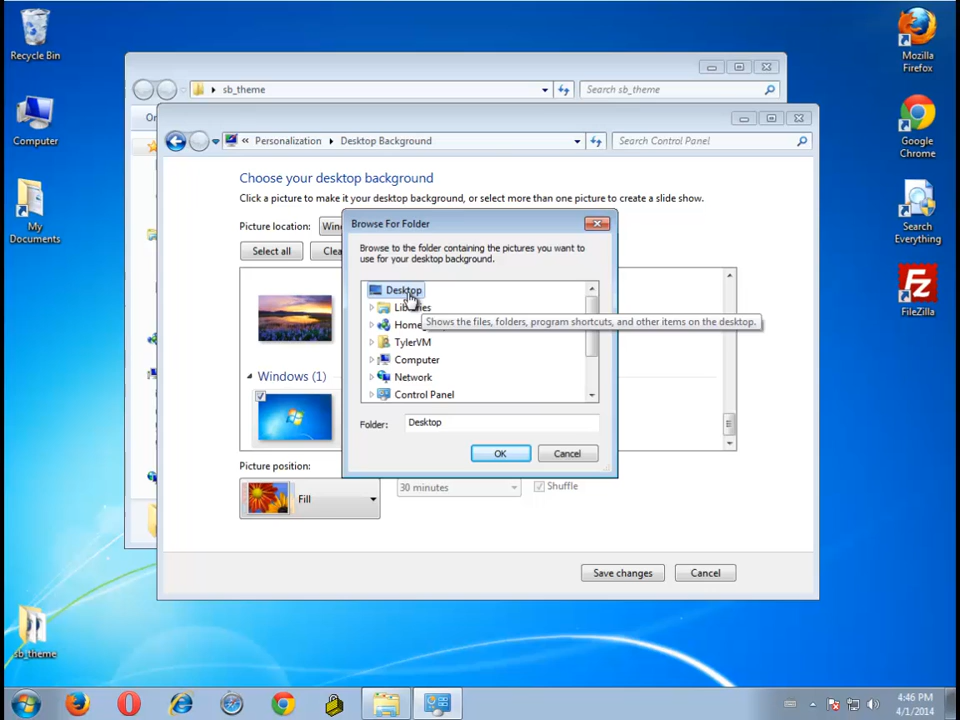 Recycle Bin
Computer
My
Documents
sb_theme
Mozilla
Firefox
Google
Chrome
Search
Everything
FileZilla
sb_theme
Search sb_theme
Or
« Personalization Desktop Background
Search Control Panel
Choose your desktop background
Click a picture to make it your desktop background, or select more than one picture to create a slide show.
Picture location:
Select all
Windows (1)
Picture position:
Fill
30 minutes
Shuffle
Save changes
Cancel
Browse For Folder
Browse to the folder containing the pictures you want to
use for your desktop background.
Desktop
TylerVM
Computer
Network
Control Panel
Shows the files, folders, program shortcuts, and other items on the desktop.
Folder:
Desktop
OK
Cancel
4:46 PM
4/1/2014